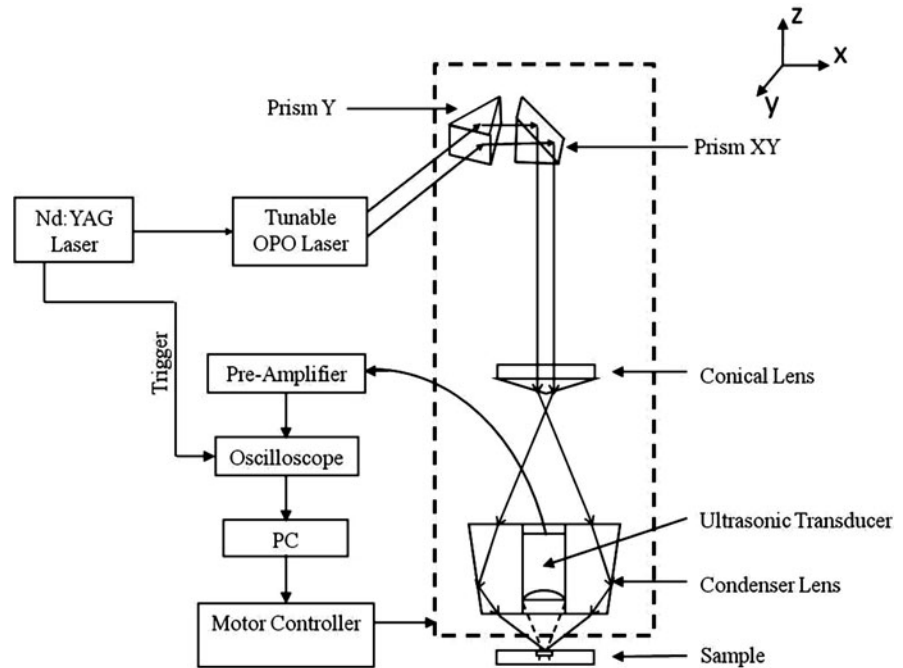 z
x
y
Prism Y
Prism XY
Nd:YAG
Laser
Tunable
OPO Laser
Trigger
Pre-Amplifier
Conical Lens
Oscilloscope
Ultrasonic Transducer
PC
Condenser Lens
Motor Controller
Sample